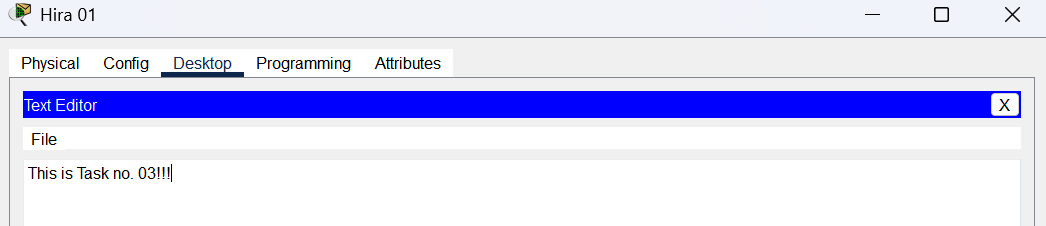 Hira 01
Physical Config Desktop Programming Attributes
Text Editor X
File
This is Task no. 03!!!